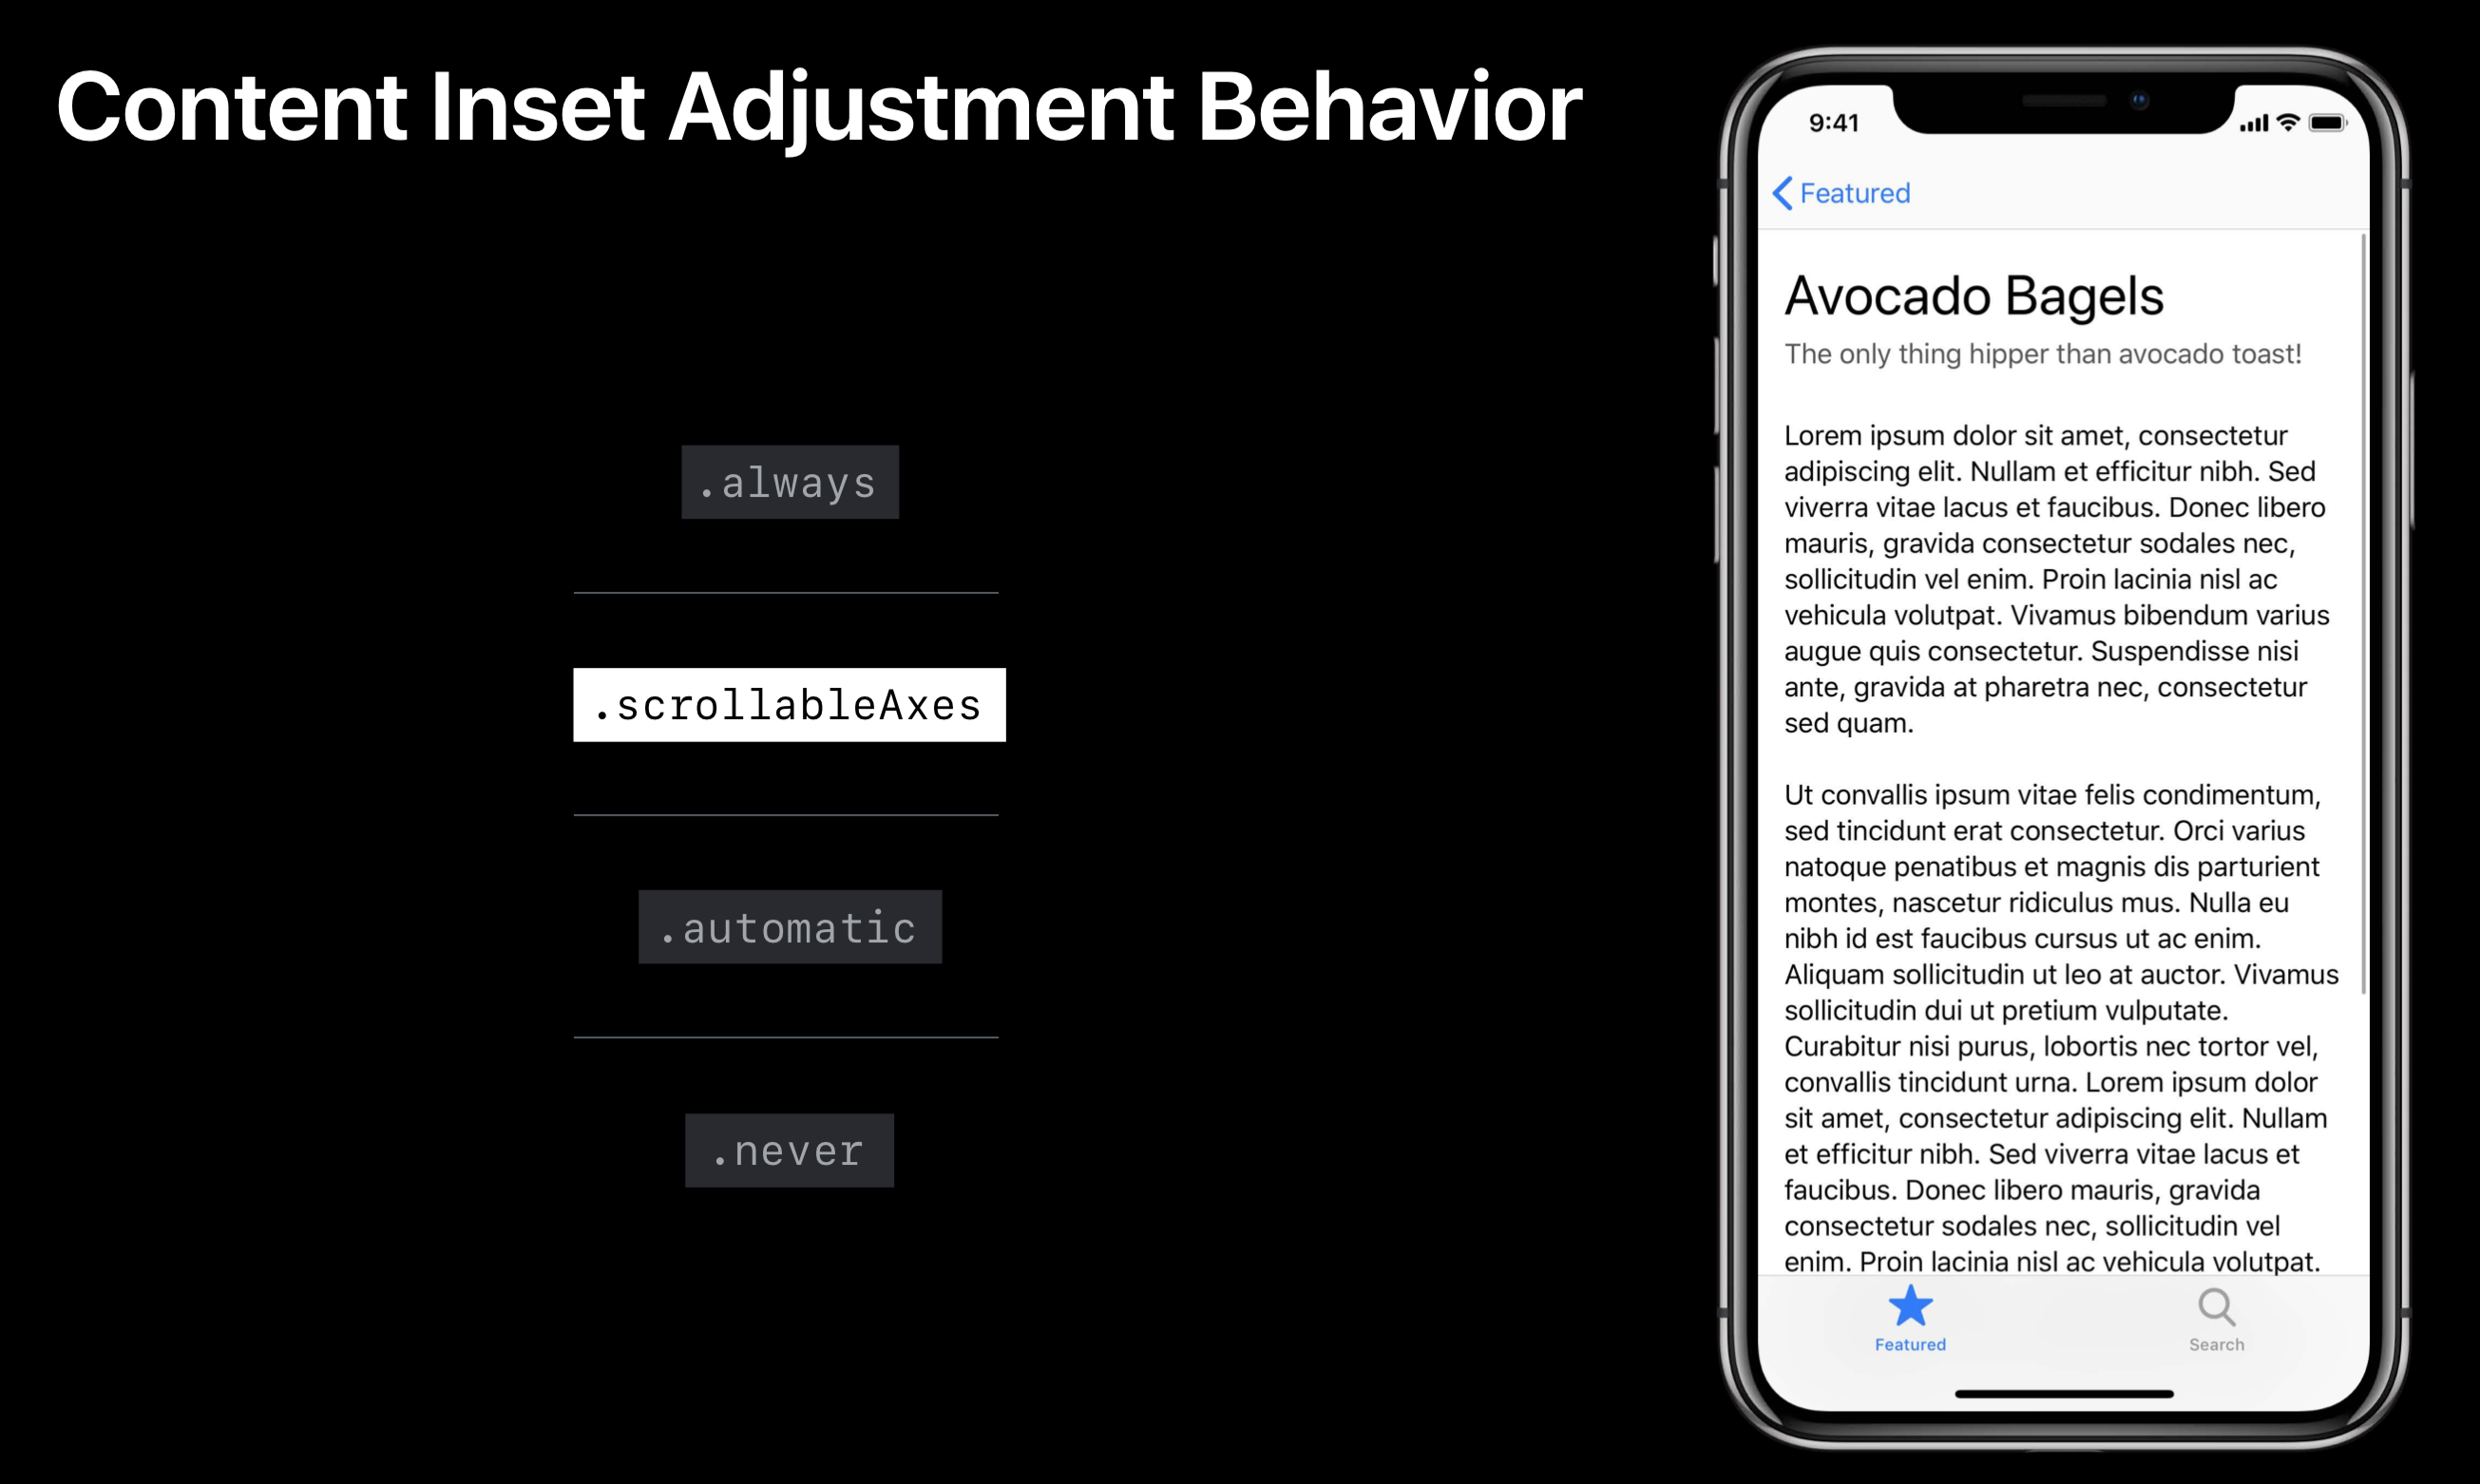 Content Inset Adjustment Behavior
.always
.scrollableAxes
.automatic
.never
9:41
Featured
Avocado Bagels
The only thing hipper than avocado toast!
Lorem ipsum dolor sit amet, consectetur
adipiscing elit. Nullam et efficitur nibh. Sed
viverra vitae lacus et faucibus. Donec libero
mauris, gravida consectetur sodales nec,
sollicitudin vel enim. Proin lacinia nisl ac
vehicula volutpat. Vivamus bibendum varius
augue quis consectetur. Suspendisse nisi
ante, gravida at pharetra nec, consectetur
sed quam.
Ut convallis ipsum vitae felis condimentum,
sed tincidunt erat consectetur. Orci varius
natoque penatibus et magnis dis parturient
montes, nascetur ridiculus mus. Nulla eu
nibh id est faucibus cursus ut ac enim.
Aliquam sollicitudin ut leo at auctor. Vivamus
sollicitudin dui ut pretium vulputate.
Curabitur nisi purus, lobortis nec tortor vel,
convallis tincidunt urna. Lorem ipsum dolor
sit amet, consectetur adipiscing elit. Nullam
et efficitur nibh. Sed viverra vitae lacus et
faucibus. Donec libero mauris, gravida
consectetur sodales nec, sollicitudin vel
enim. Proin lacinia nisl ac vehicula volutpat.
Featured
Search